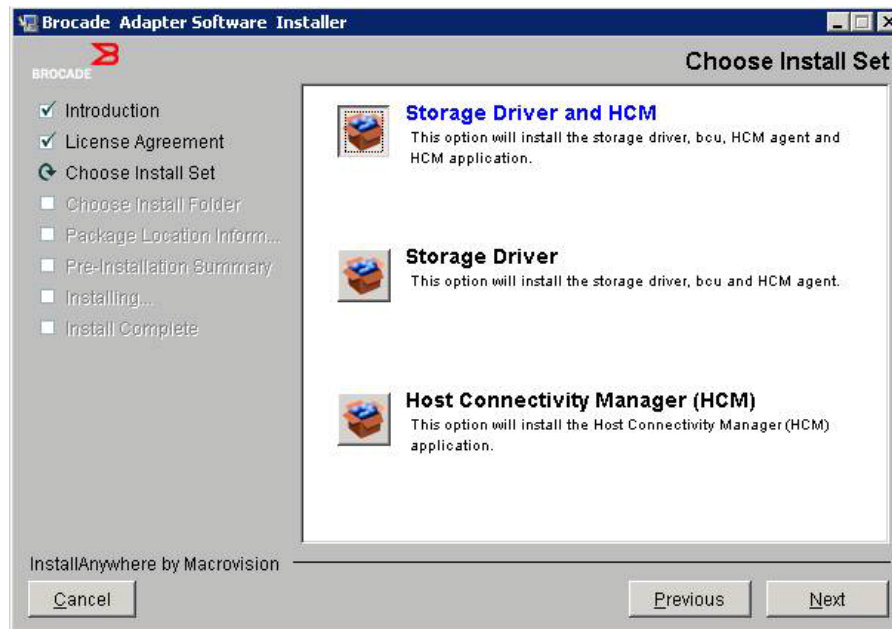 Brocade Adapter Software Installer
BROCADE
Choose Install Set
Introduction
License Agreement
Choose Install Set
Choose Install Folder
Package Location Inform...
Pre-Installation Summary
Installing...
Install Complete
Storage Driver and HCM
This option will install the storage driver, bcu, HCM agent and
HCM application.
Storage Driver
This option will install the storage driver, bcu and HCM agent.
Host Connectivity Manager (HCM)
This option will install the Host Connectivity Manager (HCM)
application.
InstallAnywhere by Macrovision
Cancel
Previous
Next